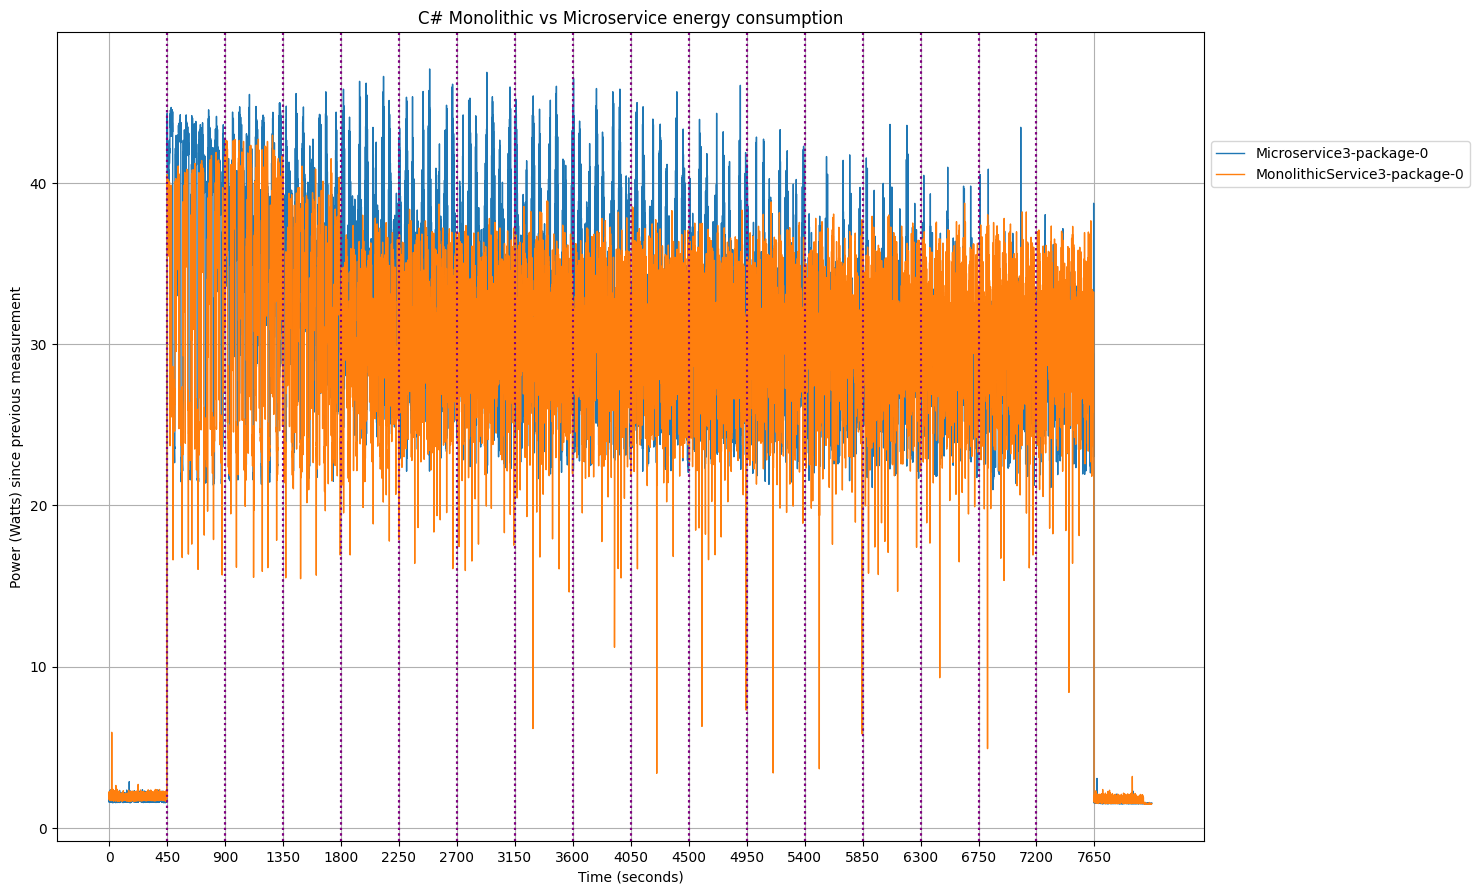 C# Monolithic vs Microservice energy consumption
Power (Watts) since previous measurement
40
30
20
10
0
Microservice3-package-0
MonolithicService3-package-0
0 450 900 1350 1800 2250 2700 3150 3600 4050 4500 4950 5400 5850 6300 6750 7200 7650
Time (seconds)